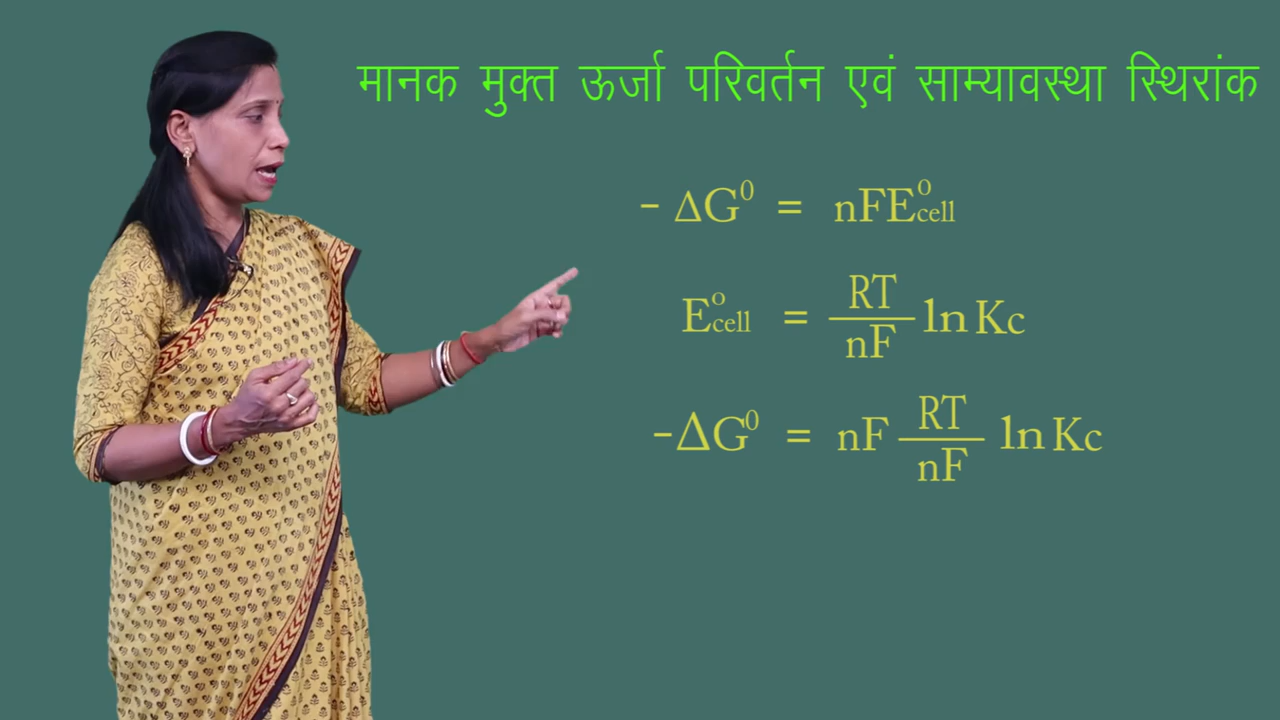 मानक मुक्त ऊर्जा परिवर्तन एवं साम्यावस्था स्थिरांक
- ΔG⁰ = nFE°cell
E°cell = RT/nF ln Kc
-ΔG⁰ = nF RT/nF ln Kc